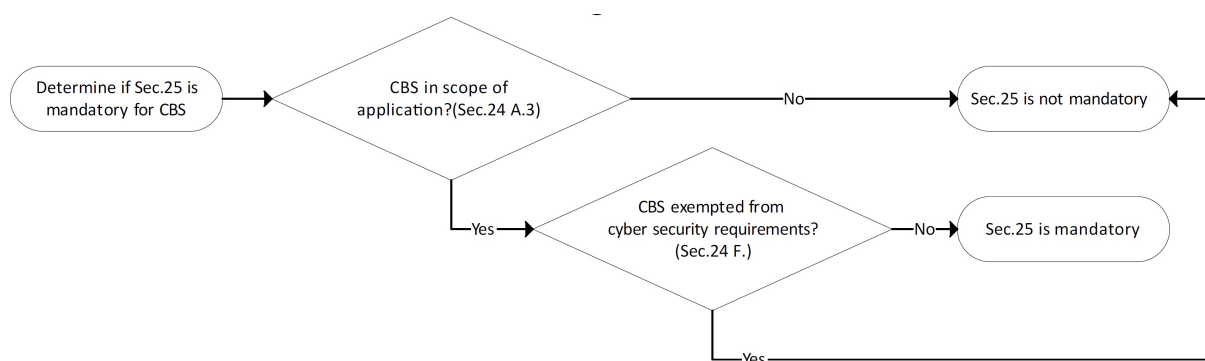 Determine if Sec.25 is
mandatory for CBS
CBS in scope of
application?(Sec.24 A.3)
No
Sec.25 is not mandatory
Yes
CBS exempted from
cyber security requirements?
(Sec.24 F.)
No
Sec.25 is mandatory
Yes